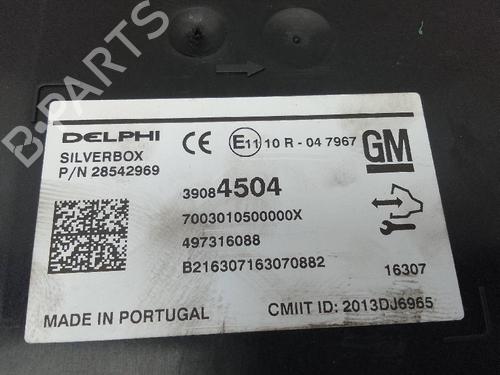 DELPHI CE E11 10 R - 04 7967 GM
SILVERBOX
P/N 28542969
39084504
7003010500000X
497316088
B216307163070882 16307
MADE IN PORTUGAL CMIIT ID: 2013DJ6965
B.PARTS